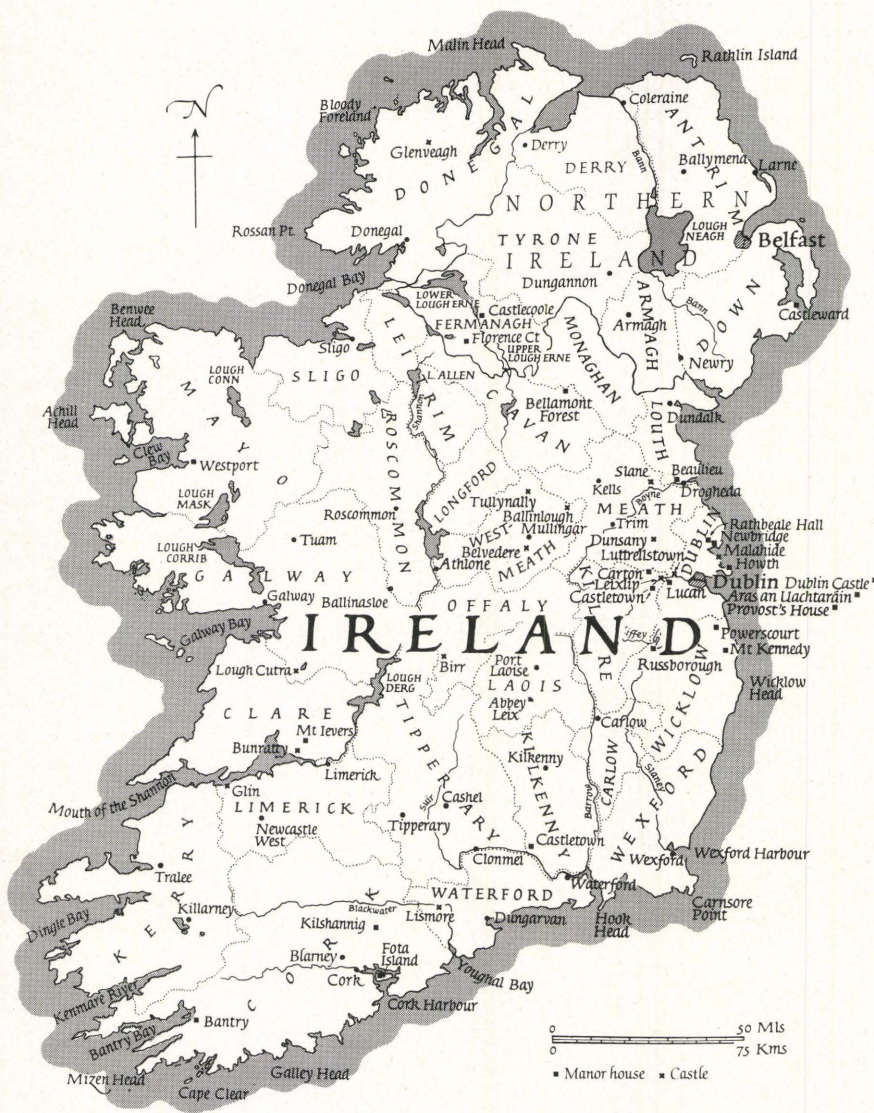 Malin Head
Rathlin Island
N
Bloody
Foreland
Coleraine
Glenveagh
Derry
DONEGAL
DERRY
Bann
ANTRIM
Ballymena
Larne
NORTHERN
IRELAND
Rossan Pt.
Donegal
TYRONE
LOUGH
NEAGH
Belfast
Donegal Bay
Dungannon
LOWER
LOUGH ERNE
Castlecoole
FERMANAGH
Florence Ct
UPPER
LOUGH ERNE
MONAGHAN
Armagh
ARMAGH
Bann
DOWN
Castleward
Newry
Benwee
Head
Sligo
SLIGO
LEITRIM
L. ALLEN
Shannon
CAVAN
Bellamont
Forest
LOUTH
Dundalk
LOUGH
CONN
MAYO
Achill
Head
Clew
Bay
Westport
ROSCOMMON
LONGFORD
Slane
Beaulieu
Kells
Boyne
Drogheda
LOUGH
MASK
Roscommon
Tullynally
Ballinlough
Mullingar
WEST-
MEATH
Belvedere
MEATH
Trim
Dunsany
Luttrellstown
DUBLIN
Rathbeale Hall
Newbridge
Malahide
Howth
Tuam
LOUGH
CORRIB
Athlone
GALWAY
Galway
Ballinasloe
Carton
Leixlip
Castletown
Lucan
Dublin
Dublin Castle
Aras an Uachtaráin
Provost's House
OFFALY
KILDARE
Galway Bay
IRELAND
iffey
Powerscourt
Mt Kennedy
Russborough
Lough Cutra
LOUGH
DERG
Birr
Port
Laoise
LAOIS
Abbey
Leix
WICKLOW
Wicklow
Head
CLARE
Mt Ievers
Bunratty
TIPPERARY
Carlow
CARLOW
Kilkenny
KILKENNY
Barrow
Slaney
WEXFORD
Mouth of the Shannon
Glin
Limerick
LIMERICK
Newcastle
West
Tipperary
Suir
Cashel
Castletown
Clonmel
Wexford
Wexford Harbour
KERRY
Tralee
WATERFORD
Waterford
Carnsore
Point
Dingle Bay
Killarney
Blackwater
Lismore
Dungarvan
Hook
Head
Kilshannig
CORK
Blarney
Fota
Island
Cork
Youghal Bay
Kenmare River
Cork Harbour
Bantry Bay
Bantry
Mizen Head
Galley Head
Cape Clear
0 50 Mls
0 75 Kms
Manor house Castle